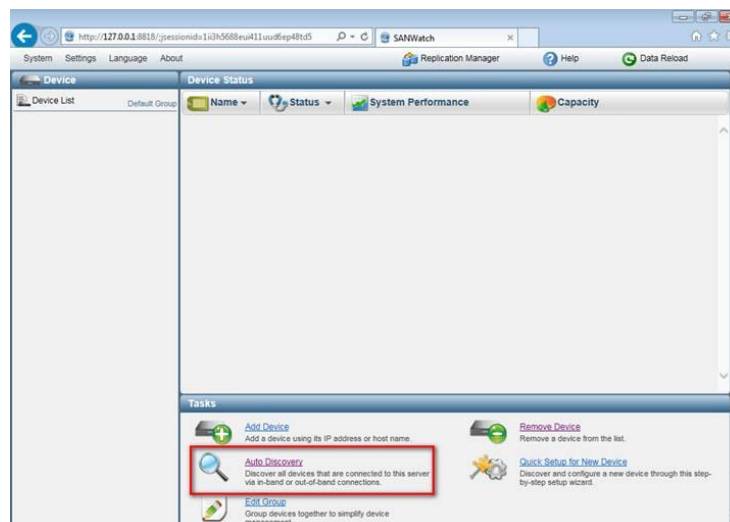 http://127.0.0.1:8818/;jsessionid=1ii3h5688eui411uud6ep48td5
SANWatch
System Settings Language About
Replication Manager
Help
Data Reload
Device
Device Status
Device List
Default Group
Name
Status
System Performance
Capacity
Tasks
Add Device
Add a device using its IP address or host name.
Remove Device
Remove a device from the list.
Auto Discovery
Discover all devices that are connected to this server
via in-band or out-of-band connections.
Quick Setup for New Device
Discover and configure a new device through this step-
by-step setup wizard.
Edit Group
Group devices together to simplify device
management.